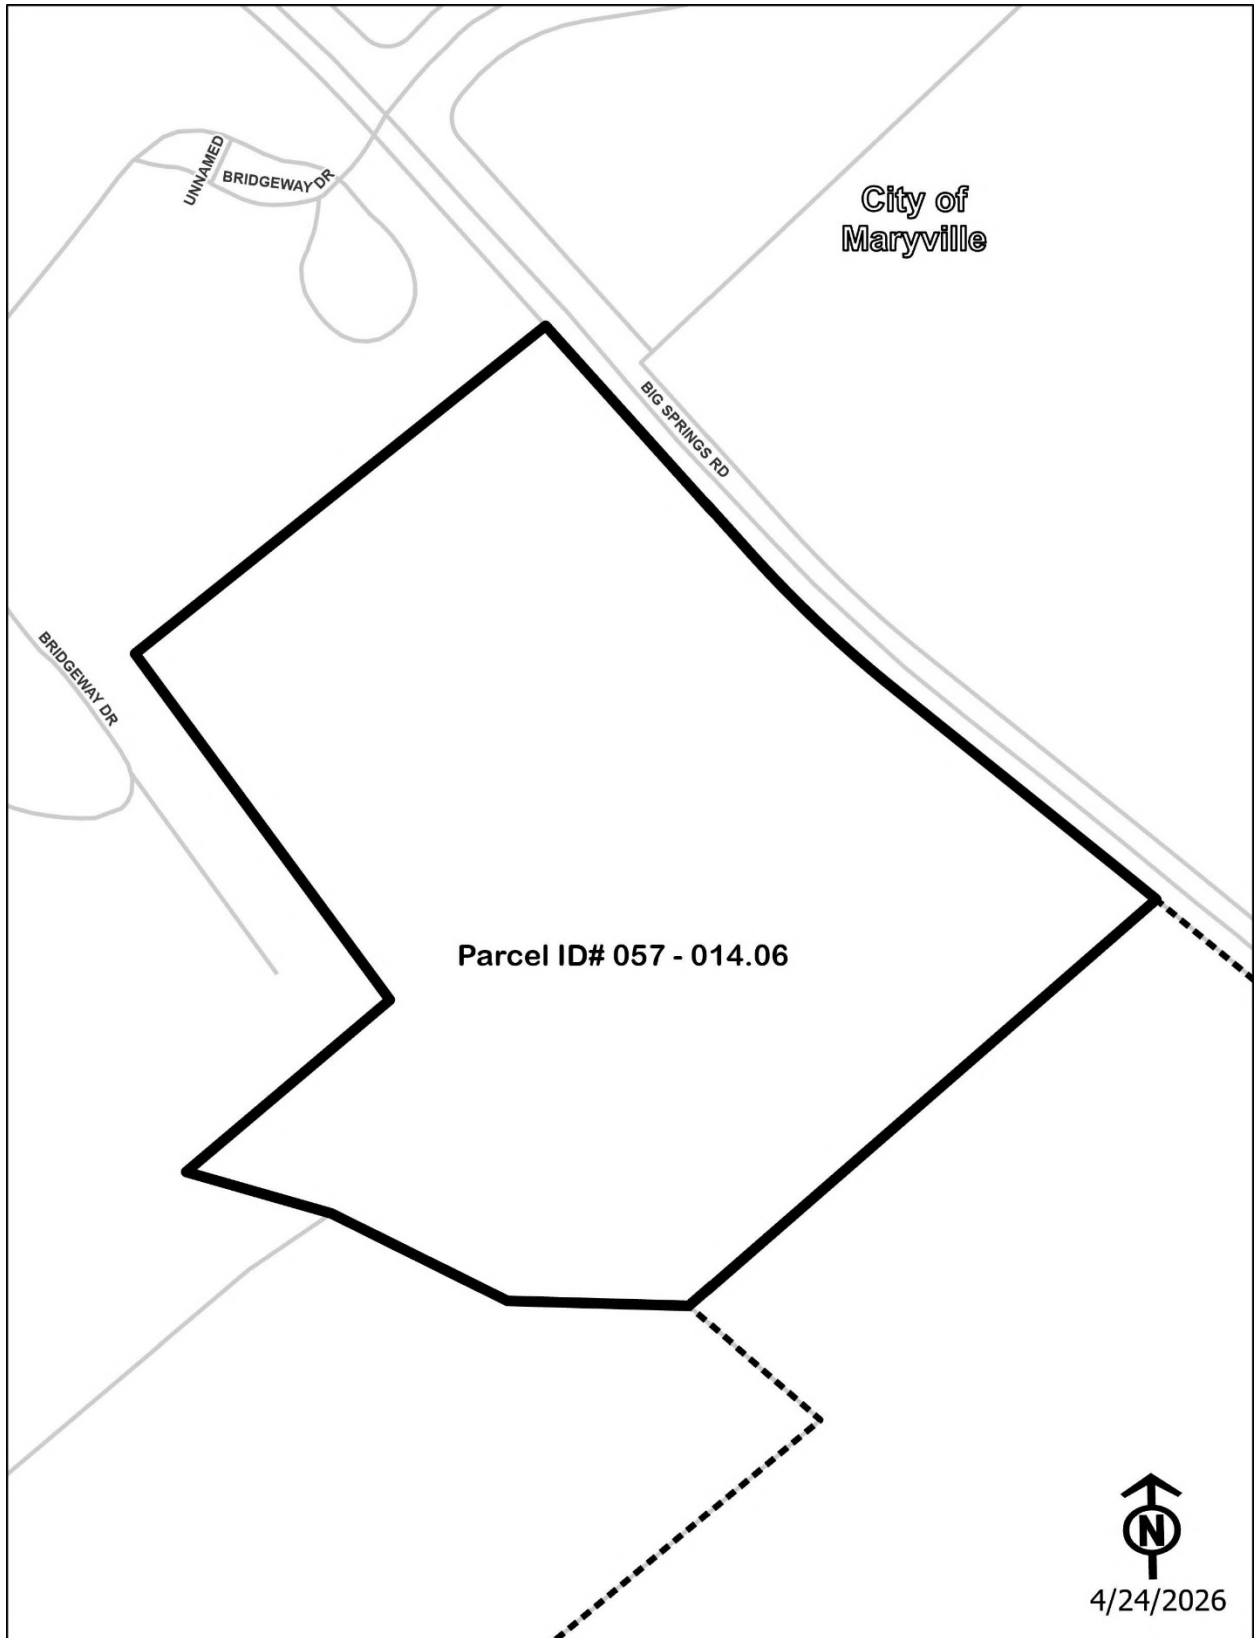 UNNAMED
BRIDGEWAY DR
City of
Maryville
BIG SPRINGS RD
BRIDGEWAY DR
Parcel ID# 057 - 014.06
N
4/24/2026